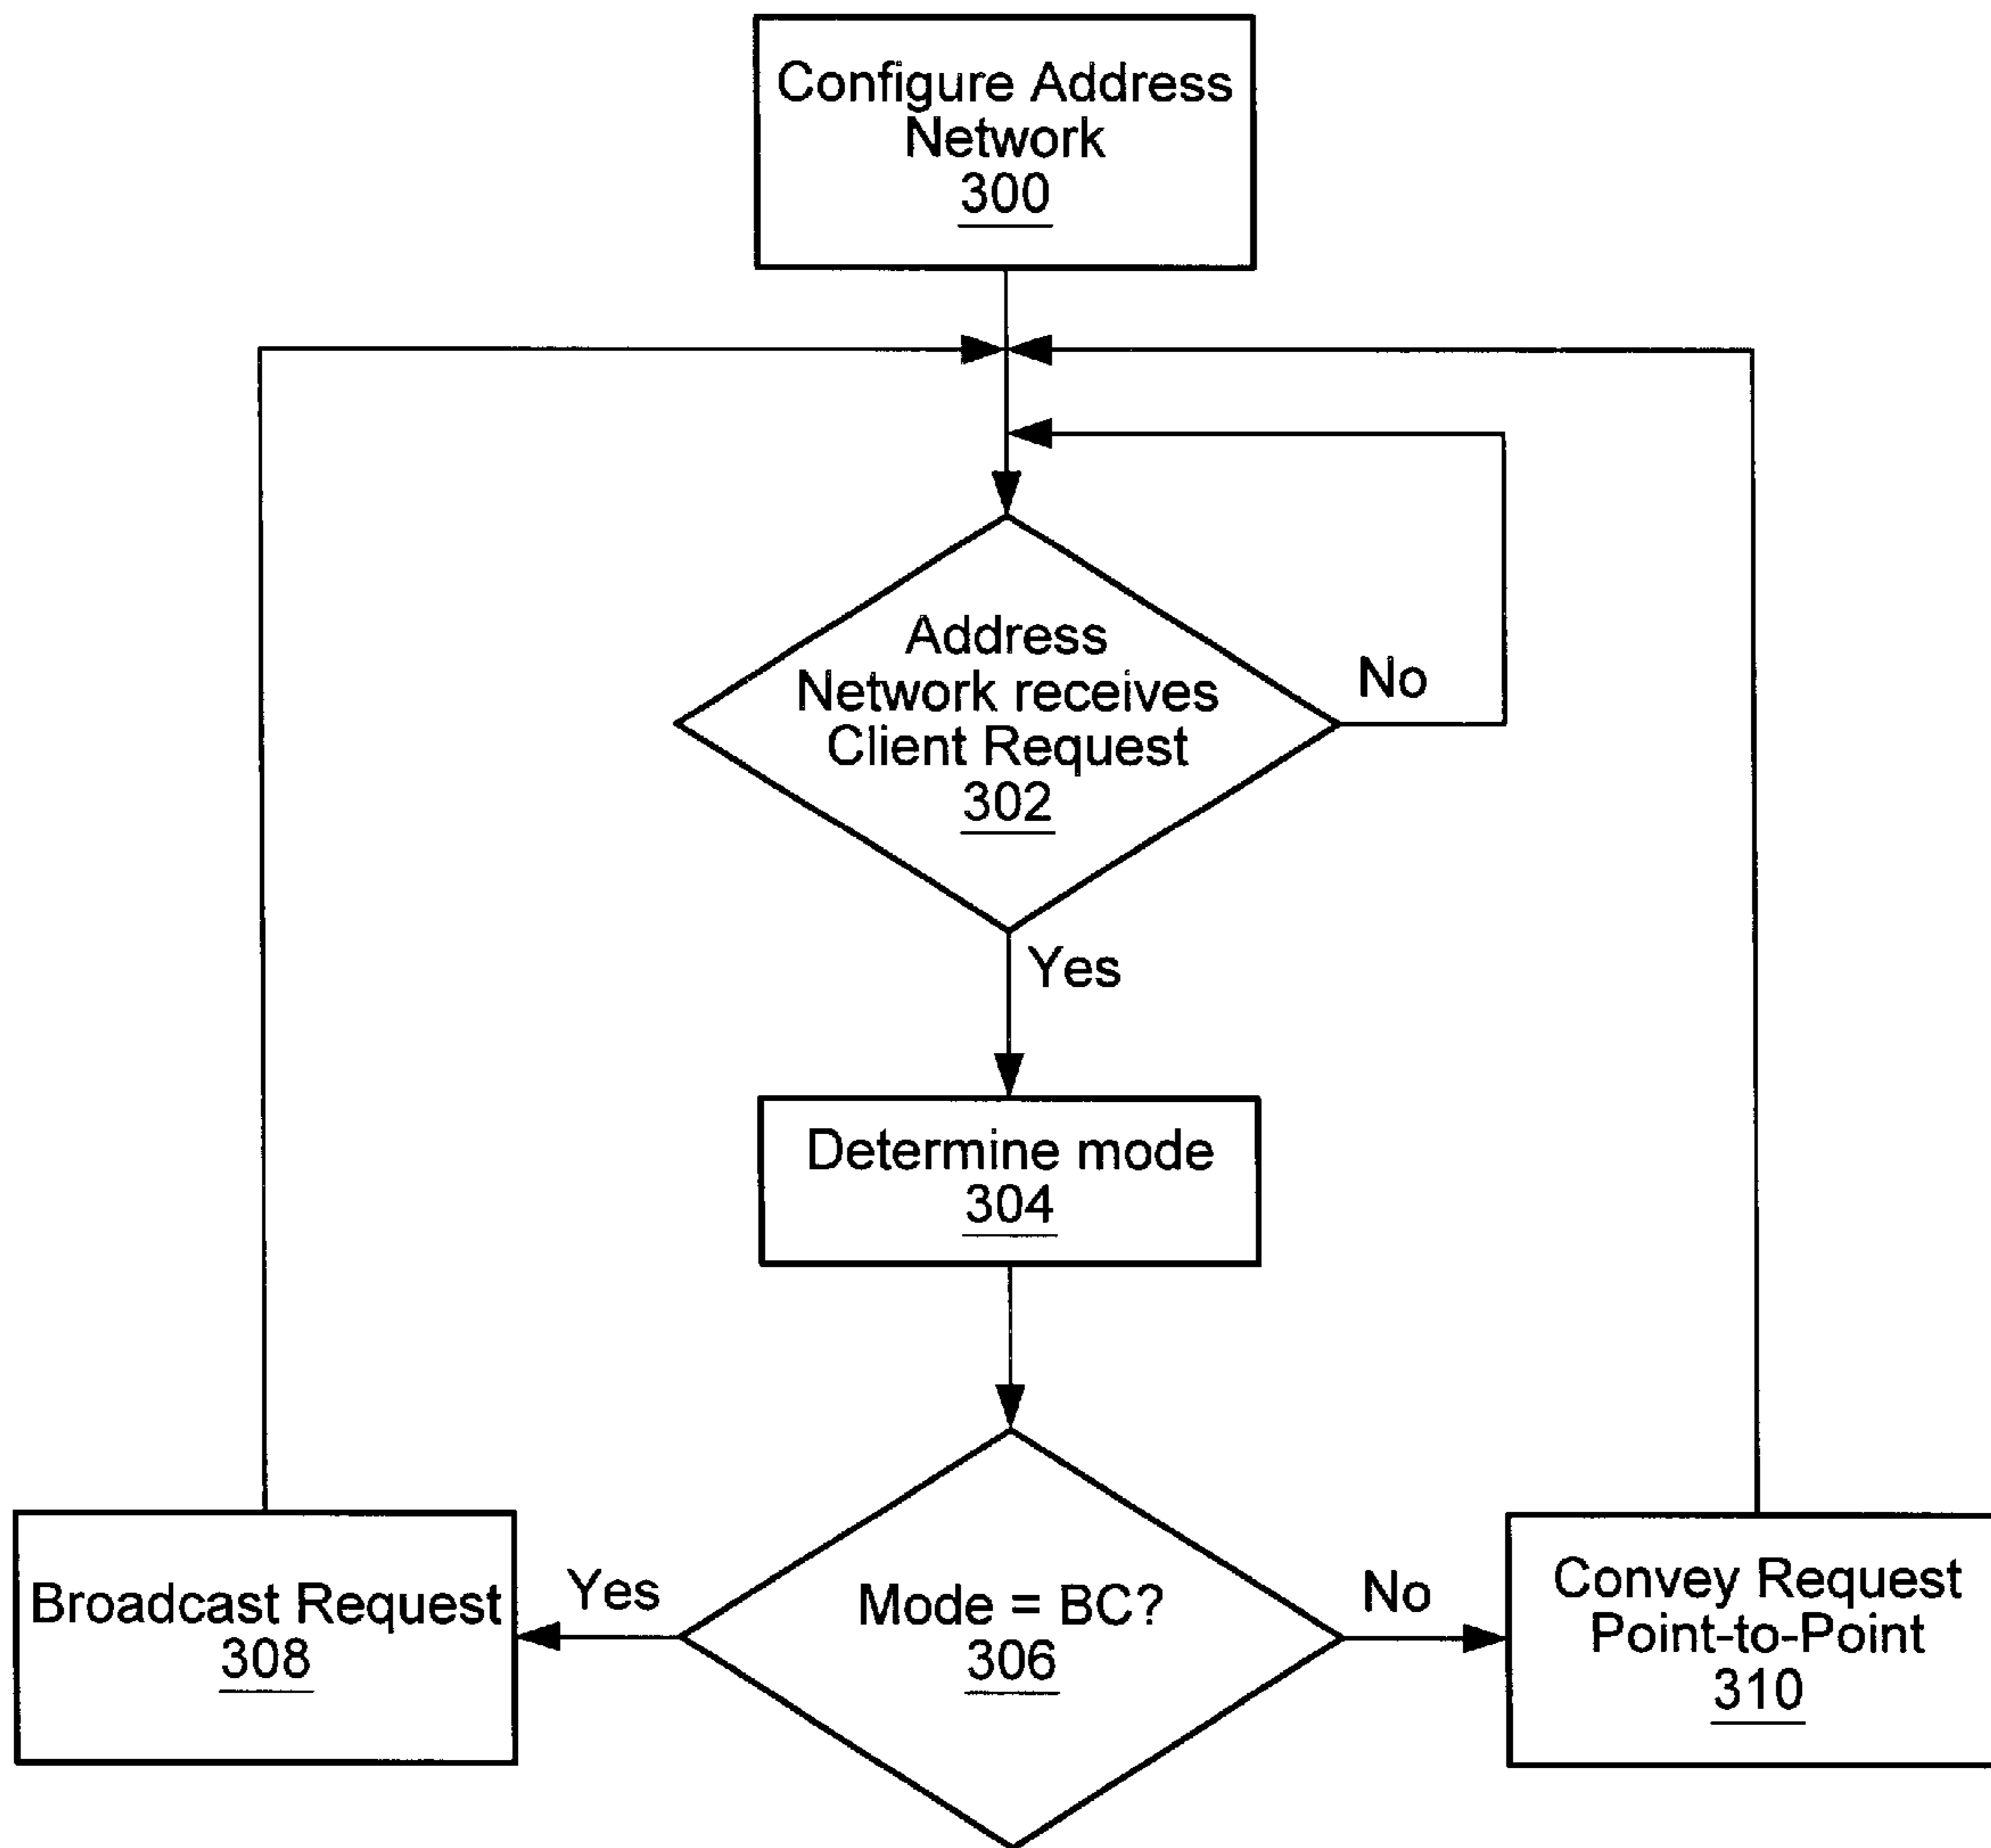 Configure Address
Network
300
Address
Network receives
Client Request
302
No
Yes
Determine mode
304
Mode = BC?
306
Yes
Broadcast Request
308
No
Convey Request
Point-to-Point
310